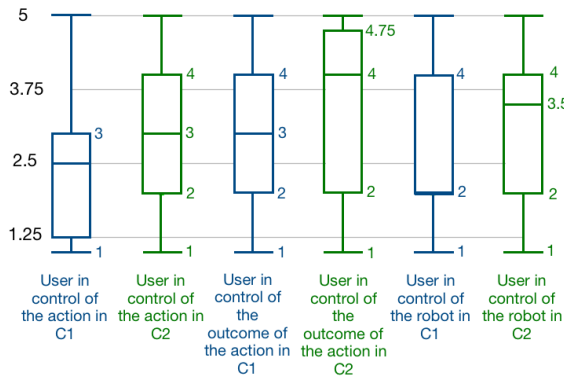 5
3.75
2.5
1.25
3
1
4
3
2
1
4
3
2
1
4.75
4
2
1
4
2
1
4
3.5
2
1
User in
control of
the action in
C1
User in
control of
the action in
C2
User in
control of
the
outcome of
the action in
C1
User in
control of
the
outcome of
the action in
C2
User in
control of
the robot in
C1
User in
control of
the robot in
C2